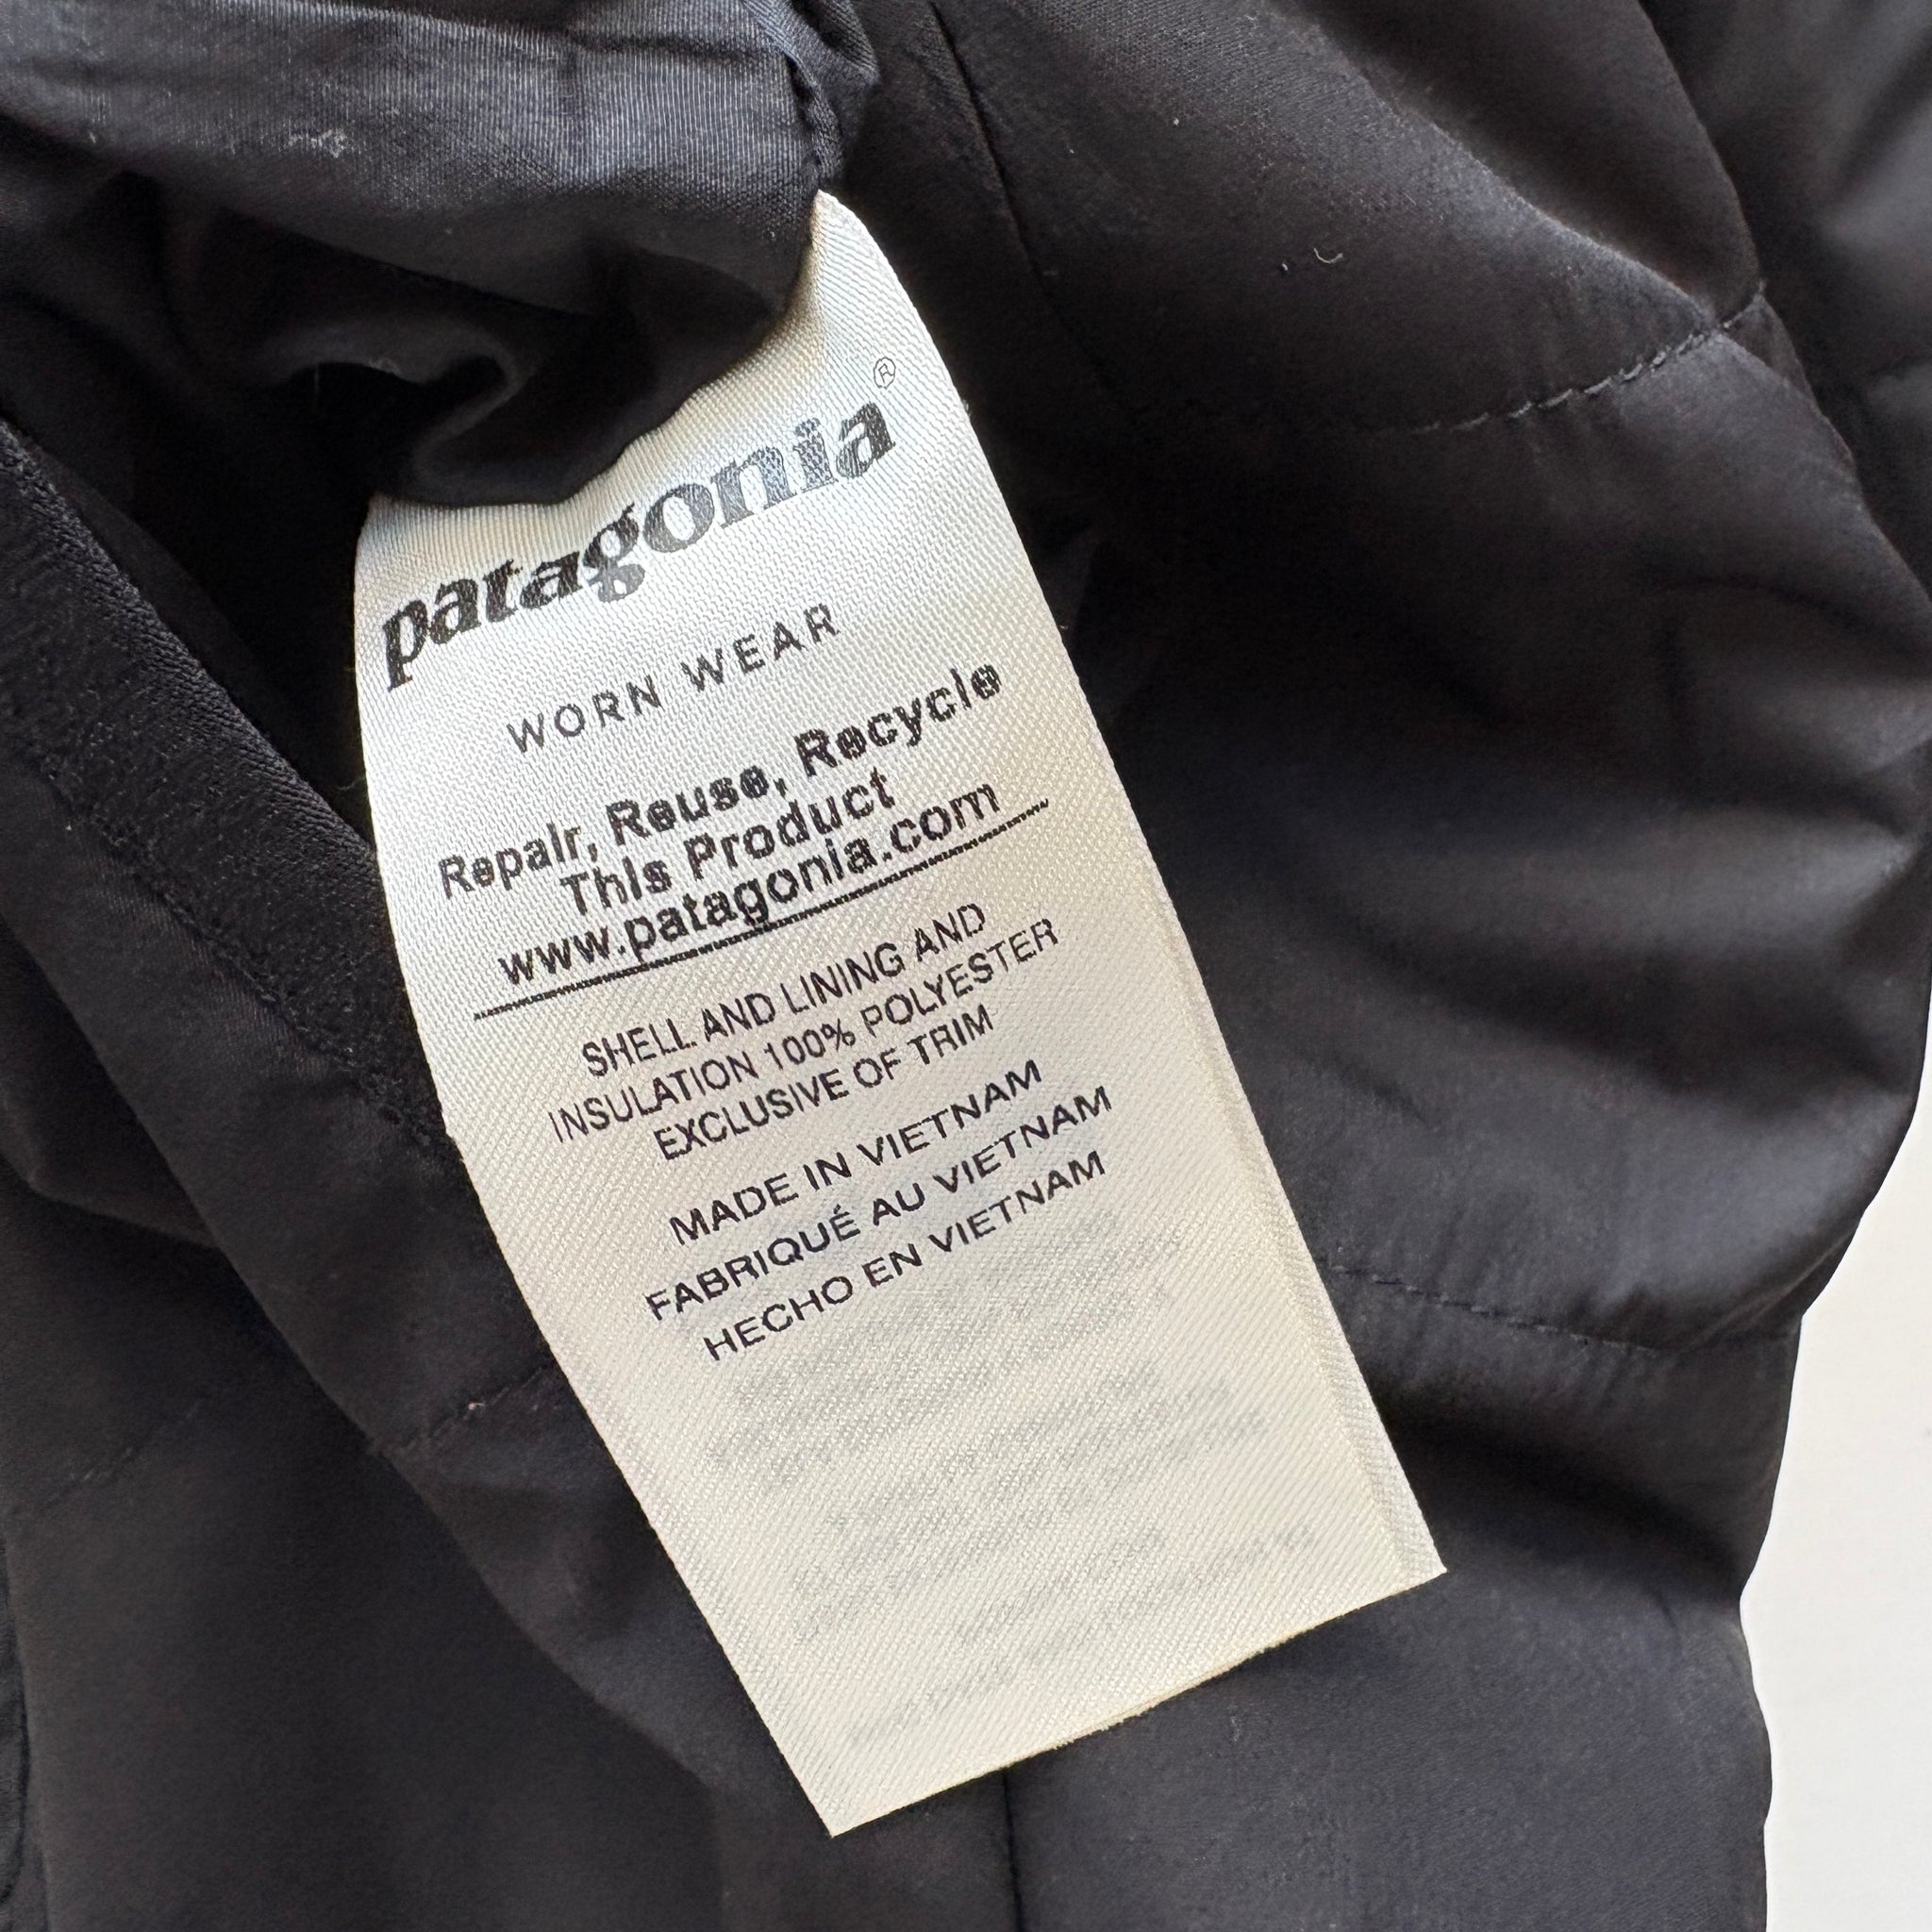 patagonia®
WORN WEAR
Repair, Reuse, Recycle
This Product
www.patagonia.com
SHELL AND LINING AND
INSULATION 100% POLYESTER
EXCLUSIVE OF TRIM
MADE IN VIETNAM
FABRIQUÉ AU VIETNAM
HECHO EN VIETNAM